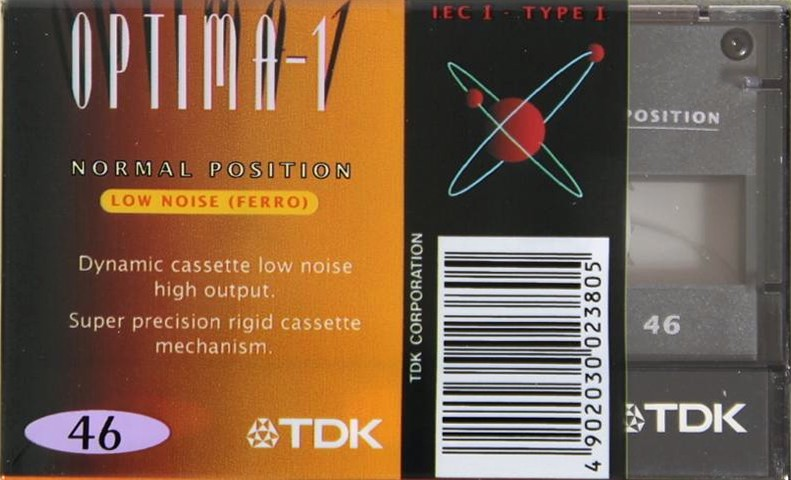 OPTIMA-1
NORMAL POSITION
LOW NOISE (FERRO)
Dynamic cassette low noise
high output.
Super precision rigid cassette
mechanism.
46
TDK
IEC I - TYPE I
TDK CORPORATION
4 902030 023805
POSITION
46
TDK